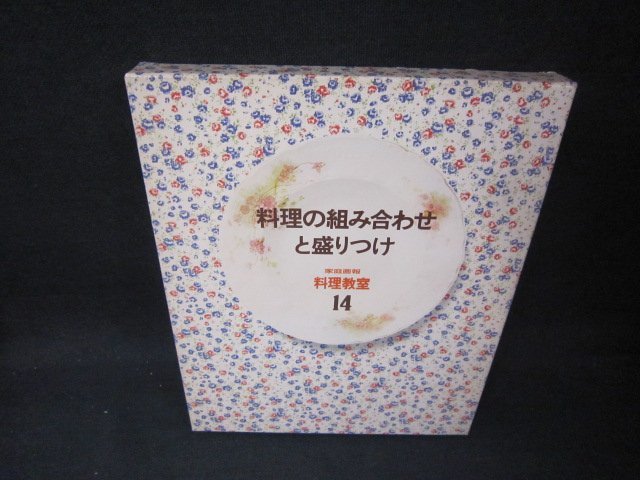 料理の組み合わせ
と盛りつけ
家庭画報
料理教室
14